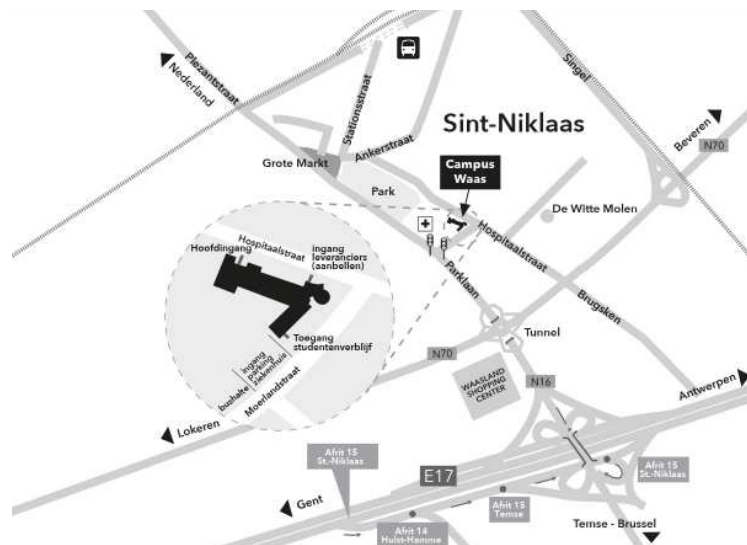 Plezantstraat
Nederland
Stationsstraat
Singel
Sint-Niklaas
Beveren
N70
Grote Markt
Ankerstraat
Campus
Waas
Park
De Witte Molen
Hospitaalstraat
Parklaan
Brugsken
Hospitaalstraat
Hoofdingang
ingang
leveranciers
(aanbellen)
Toegang
studentenverblijf
ingang
parking
ziekenhuis
bushalte
Moerlandstraat
Tunnel
N70
WAASLAND
SHOPPING
CENTER
N16
Antwerpen
Lokeren
Afrit 15
St.-Niklaas
E17
Afrit 15
St.-Niklaas
Gent
Afrit 15
Temse
Afrit 14
Hulst-Hamme
Temse - Brussel